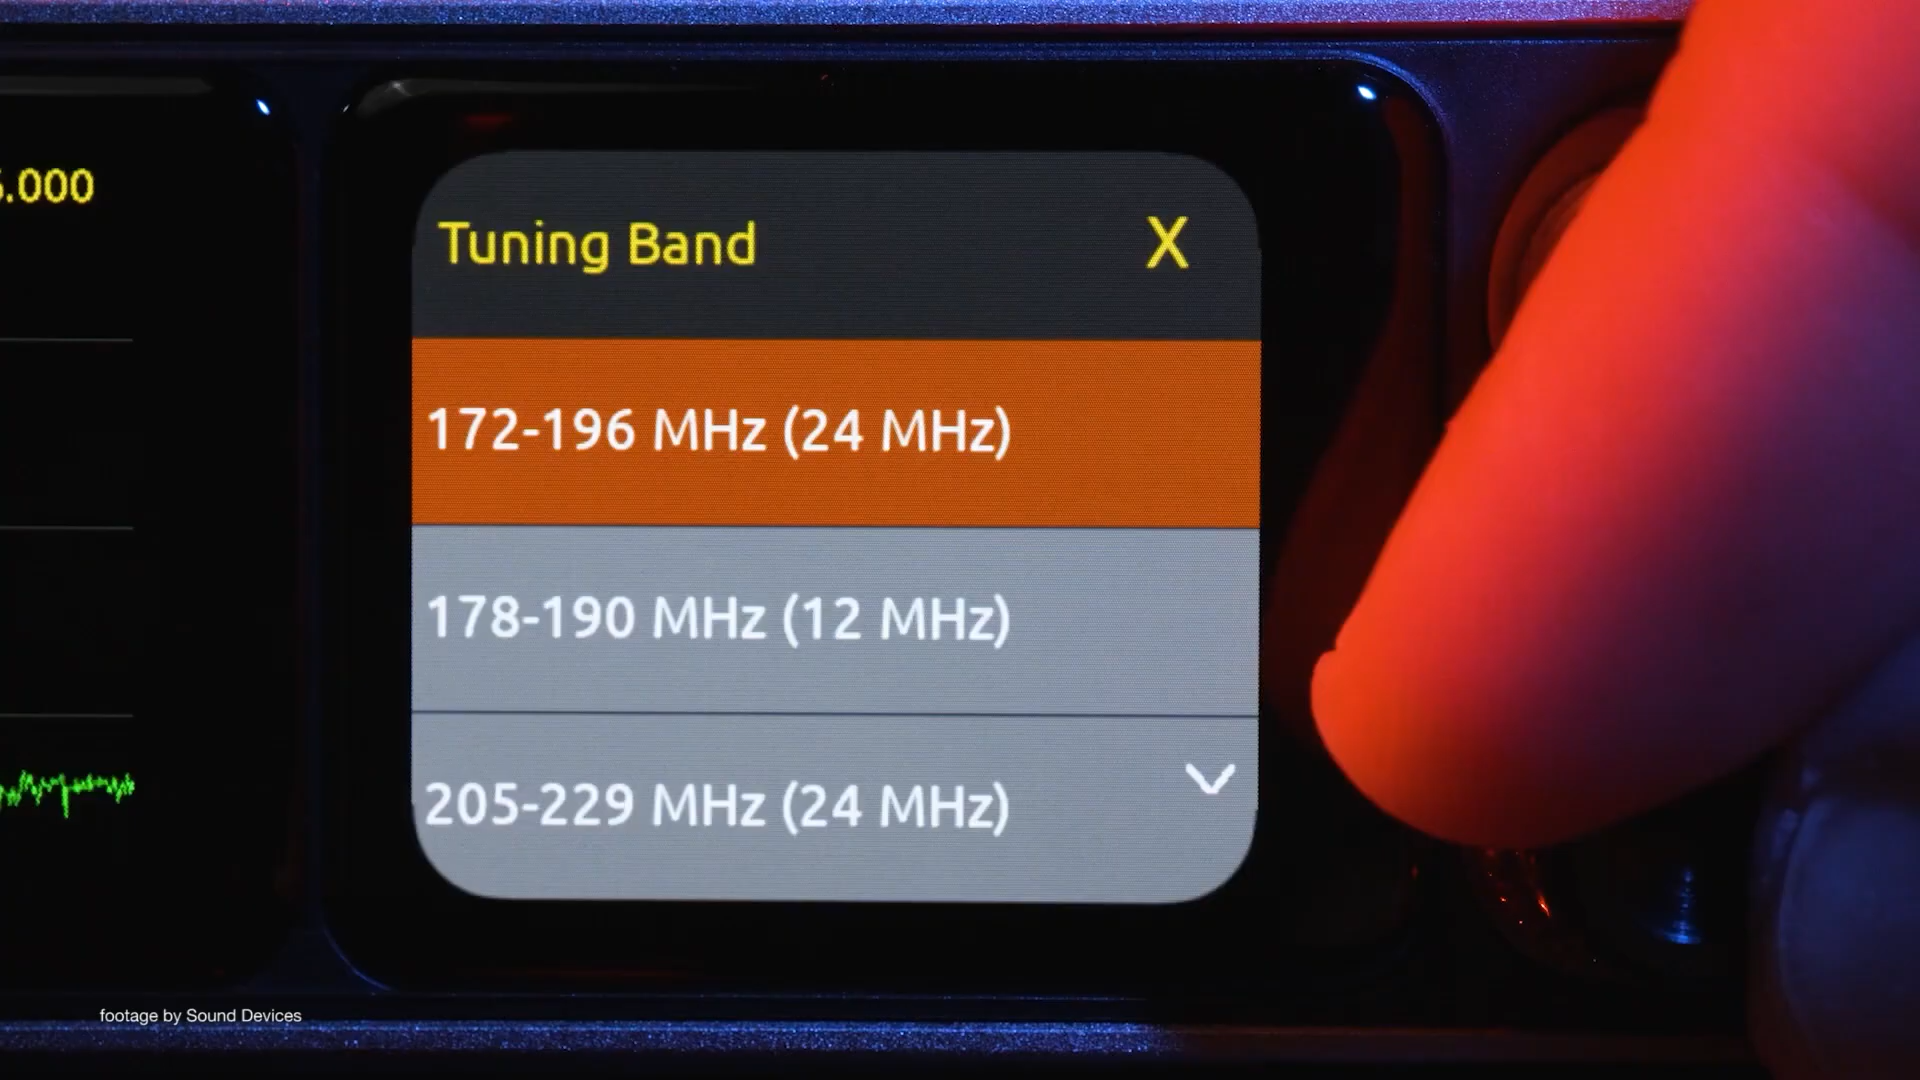 .000
Tuning Band X
172-196 MHz (24 MHz)
178-190 MHz (12 MHz)
205-229 MHz (24 MHz)
footage by Sound Devices